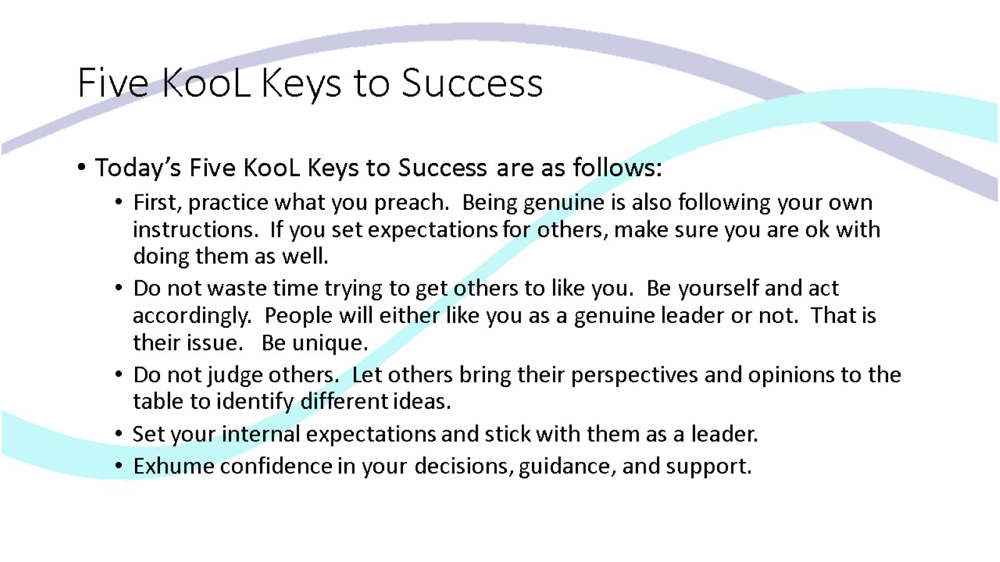 Five KooL Keys to Success
• Today's Five KooL Keys to Success are as follows:
• First, practice what you preach.  Being genuine is also following your own
instructions.  If you set expectations for others, make sure you are ok with
doing them as well.
• Do not waste time trying to get others to like you.  Be yourself and act
accordingly.  People will either like you as a genuine leader or not.  That is
their issue.   Be unique.
• Do not judge others.  Let others bring their perspectives and opinions to the
table to identify different ideas.
• Set your internal expectations and stick with them as a leader.
• Exhume confidence in your decisions, guidance, and support.